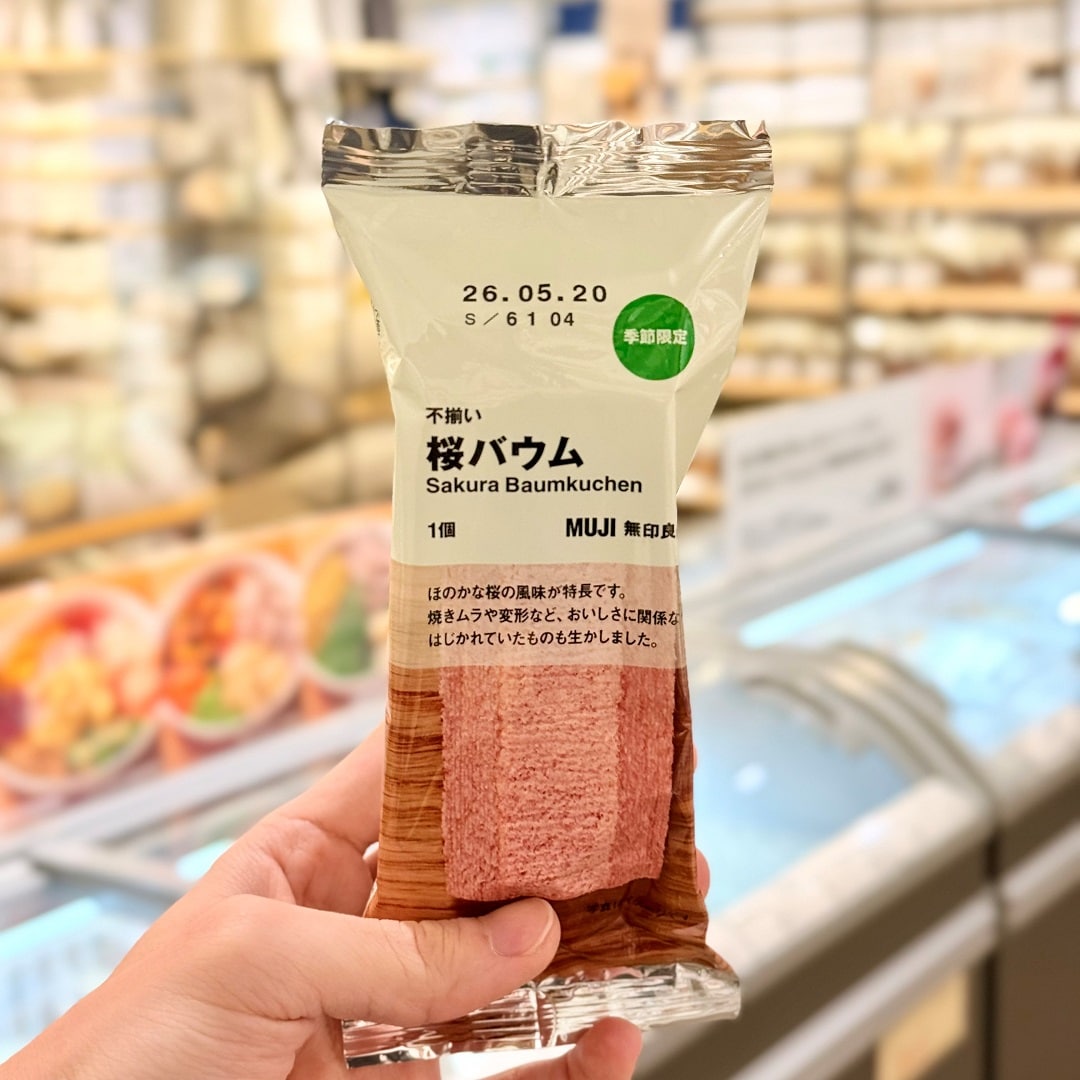 26.05.20
S/61 04
季節限定
不揃い
桜バウム
Sakura Baumkuchen
1個
MUJI 無印良
ほのかな桜の風味が特長です。
焼きムラや変形など、おいしさに関係な
はじかれていたものも生かしました。